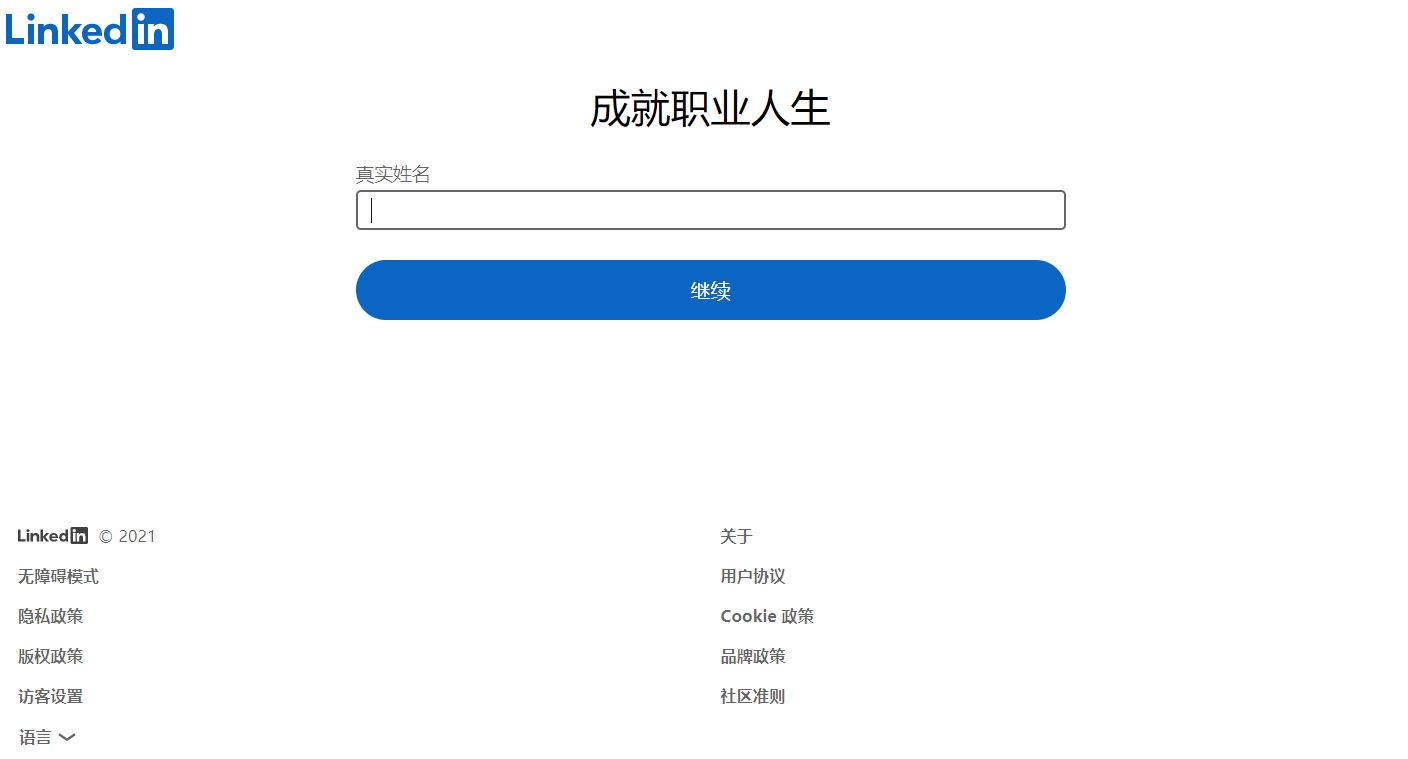 LinkedIn
成就职业人生
真实姓名
继续
LinkedIn © 2021
无障碍模式
隐私政策
版权政策
访客设置
语言
关于
用户协议
Cookie 政策
品牌政策
社区准则